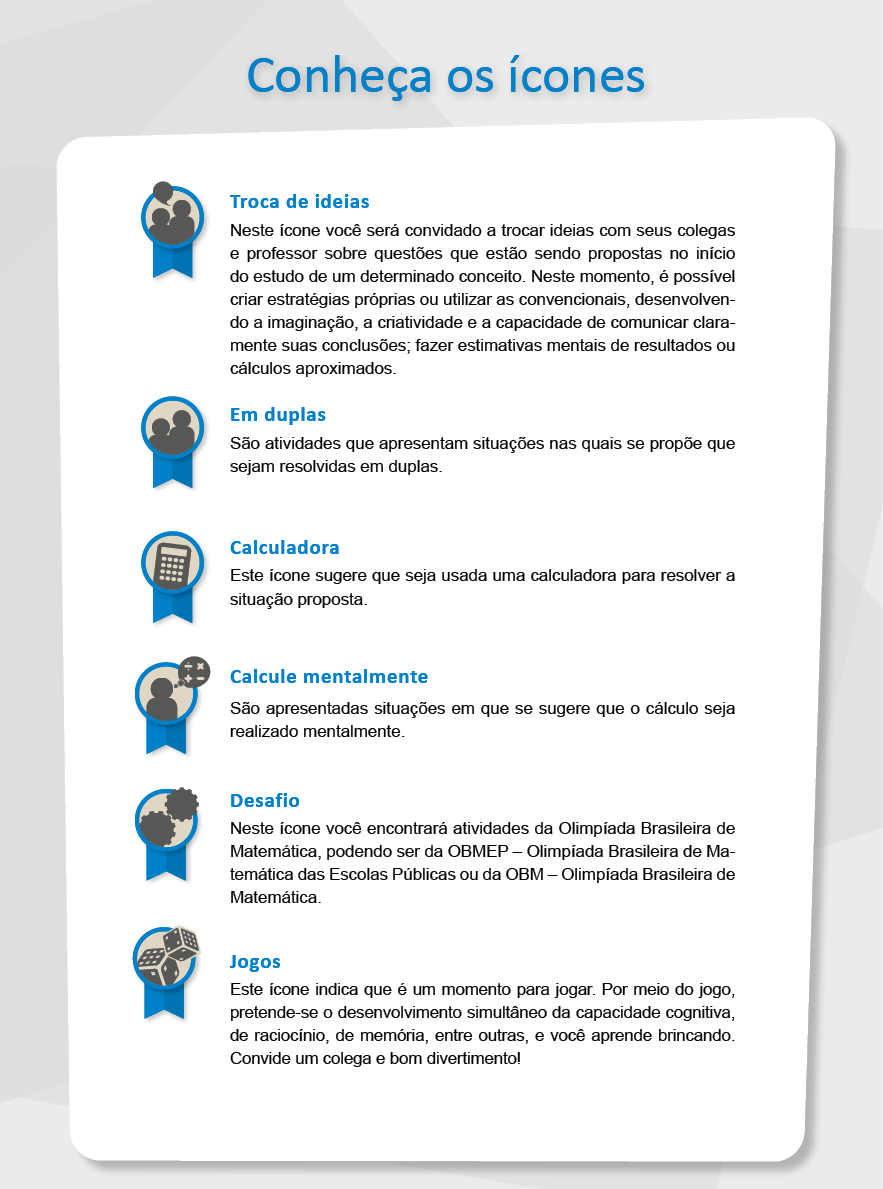 Conheça os ícones
Troca de ideias
Neste ícone você será convidado a trocar ideias com seus colegas
e professor sobre questões que estão sendo propostas no início
do estudo de um determinado conceito. Neste momento, é possível
criar estratégias próprias ou utilizar as convencionais, desenvolven-
do a imaginação, a criatividade e a capacidade de comunicar clara-
mente suas conclusões; fazer estimativas mentais de resultados ou
cálculos aproximados.
Em duplas
São atividades que apresentam situações nas quais se propõe que
sejam resolvidas em duplas.
Calculadora
Este ícone sugere que seja usada uma calculadora para resolver a
situação proposta.
Calcule mentalmente
São apresentadas situações em que se sugere que o cálculo seja
realizado mentalmente.
Desafio
Neste ícone você encontrará atividades da Olimpíada Brasileira de
Matemática, podendo ser da OBMEP – Olimpíada Brasileira de Ma-
temática das Escolas Públicas ou da OBM – Olimpíada Brasileira de
Matemática.
Jogos
Este ícone indica que é um momento para jogar. Por meio do jogo,
pretende-se o desenvolvimento simultâneo da capacidade cognitiva,
de raciocínio, de memória, entre outras, e você aprende brincando.
Convide um colega e bom divertimento!